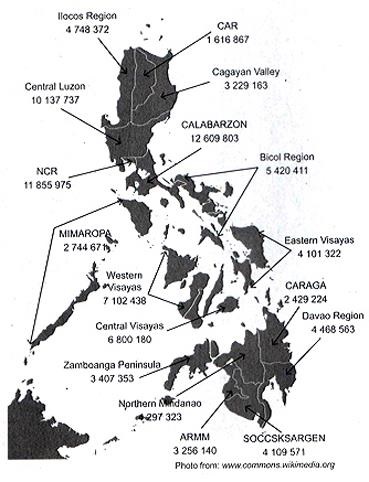 Ilocos Region
4 748 372
CAR
1 616 867
Cagayan Valley
3 229 163
Central Luzon
10 137 737
CALABARZON
12 609 803
NCR
11 855 975
Bicol Region
5 420 411
MIMAROPA
2 744 671
Eastern Visayas
4 101 322
Western
Visayas
7 102 438
CARAGA
2 429 224
Davao Region
4 468 563
Central Visayas
6 800 180
Zamboanga Peninsula
3 407 353
Northern Mindanao
297 323
ARMM
3 256 140
SOCCSKSARGEN
4 109 571
Photo from: www.commons.wikimedia.org